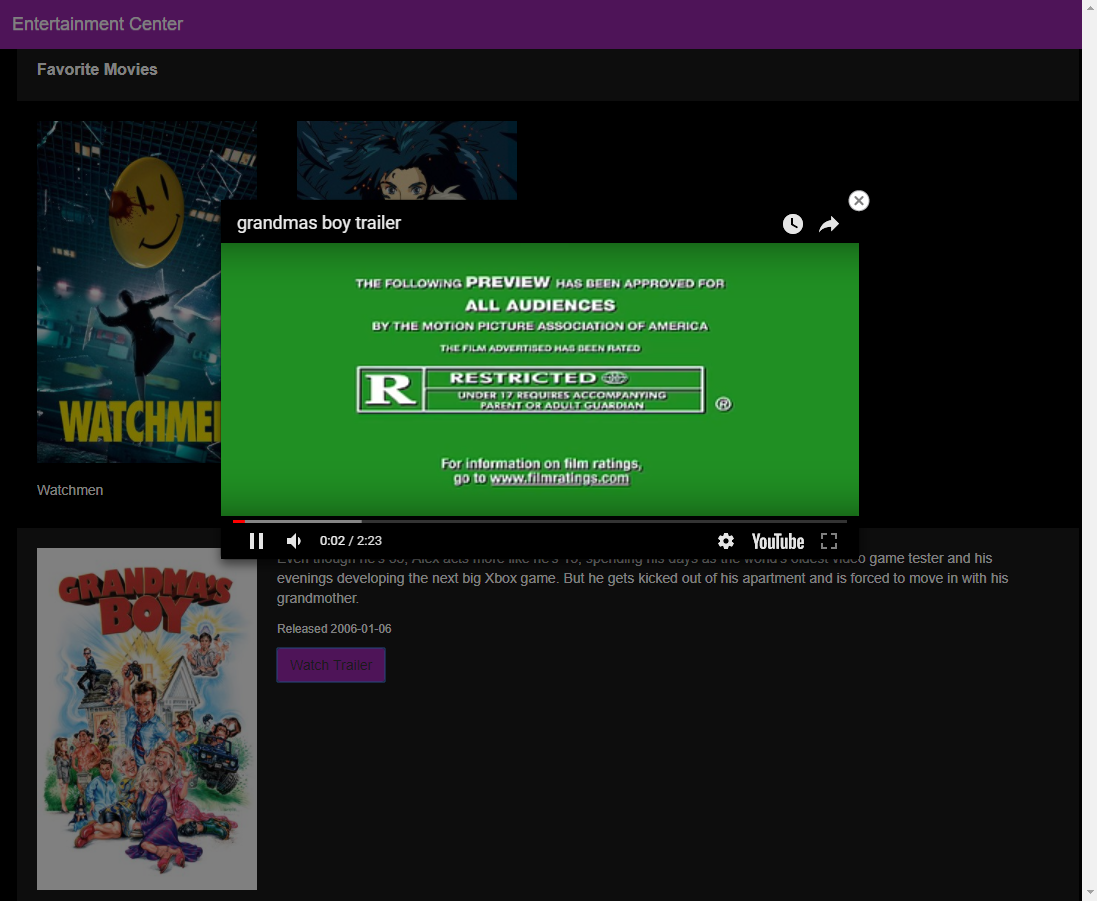 Entertainment Center
Favorite Movies
WATCHME
grandmas boy trailer
THE FOLLOWING PREVIEW HAS BEEN APPROVED FOR
ALL AUDIENCES
BY THE MOTION PICTURE ASSOCIATION OF AMERICA
THE FILM ADVERTISED HAS BEEN RATED
R RESTRICTED
UNDER 17 REQUIRES ACCOMPANYING
PARENT OR ADULT GUARDIAN
®
For information on film ratings,
go to www.filmratings.com
0:02 / 2:23
YouTube
Watchmen
GRANDMA'S
BOY
Even though he's 35, Alex acts more like he's 13, spending his days as the world's oldest video game tester and his
evenings developing the next big Xbox game. But he gets kicked out of his apartment and is forced to move in with his
grandmother.
Released 2006-01-06
Watch Trailer